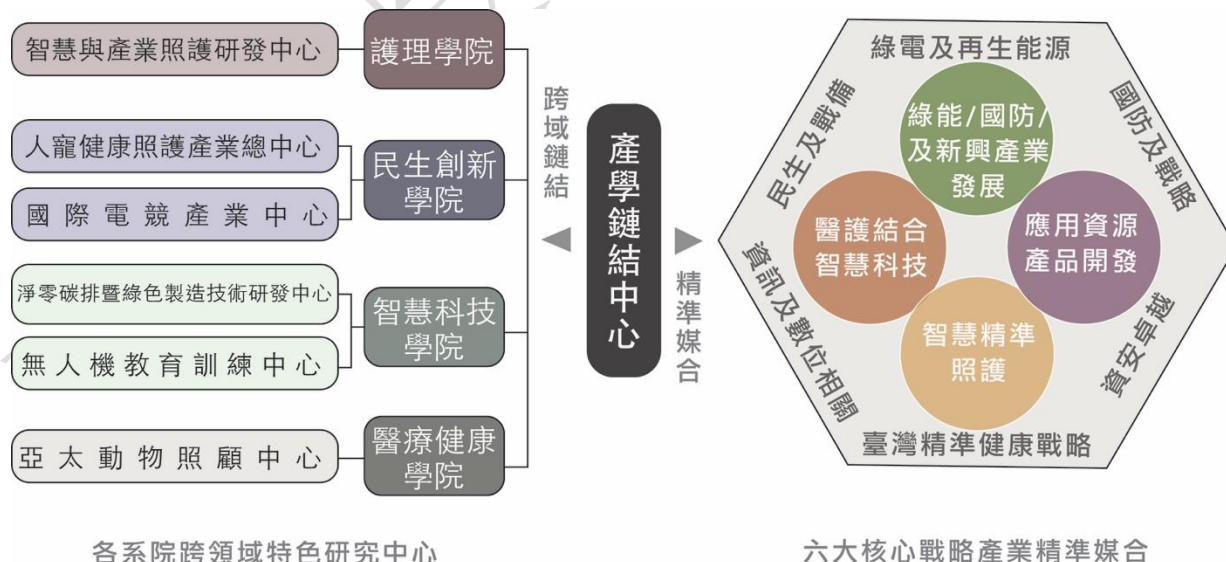 智慧與產業照護研發中心
護理學院
人寵健康照護產業總中心
國際電競產業中心
民生創新
學院
淨零碳排暨綠色製造技術研發中心
無人機教育訓練中心
智慧科技
學院
亞太動物照顧中心
醫療健康
學院
各系院跨領域特色研究中心
跨域鏈結
產學鏈結中心
精準媒合
綠電及再生能源
國防及戰略
資安卓越
臺灣精準健康戰略
資訊及數位相關
民生及戰備
綠能/國防/
及新興產業
發展
醫護結合
智慧科技
應用資源
產品開發
智慧精準
照護
六大核心戰略產業精準媒合